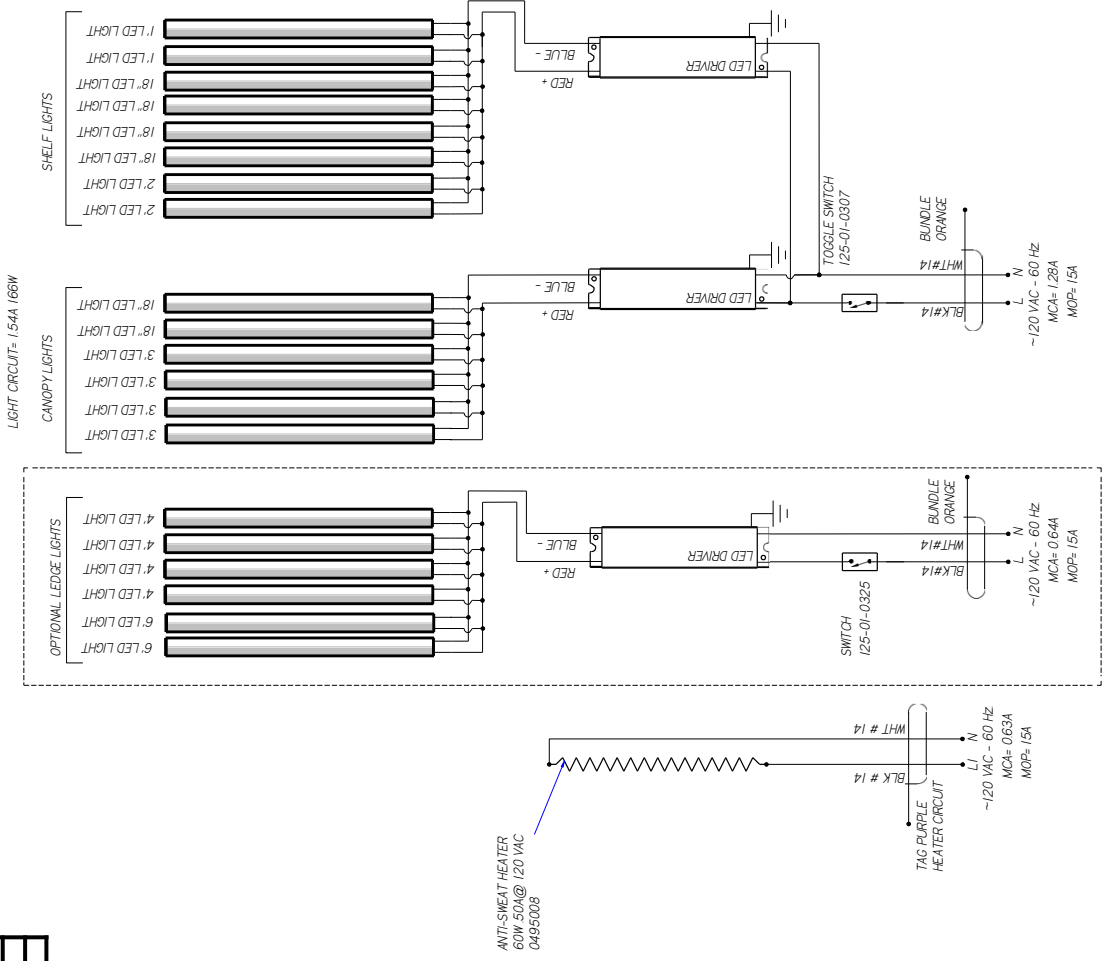 LIGHT CIRCUIT= 1.54A 166W
SHELF LIGHTS
1' LED LIGHT
1' LED LIGHT
18" LED LIGHT
18" LED LIGHT
18" LED LIGHT
18" LED LIGHT
2' LED LIGHT
2' LED LIGHT
BLUE -
RED +
LED DRIVER
TOGGLE SWITCH
125-01-0307
CANOPY LIGHTS
18" LED LIGHT
18" LED LIGHT
3' LED LIGHT
3' LED LIGHT
3' LED LIGHT
3' LED LIGHT
BLUE -
RED +
LED DRIVER
BUNDLE
ORANGE
WHT#14
BLK#14
N
L
~120 VAC - 60 Hz
MCA= 1.28A
MOP= 15A
OPTIONAL LEDGE LIGHTS
4' LED LIGHT
4' LED LIGHT
4' LED LIGHT
4' LED LIGHT
6' LED LIGHT
6' LED LIGHT
BLUE -
RED +
LED DRIVER
SWITCH
125-01-0325
BUNDLE
ORANGE
WHT#14
BLK#14
N
L
~120 VAC - 60 Hz
MCA= 0.64A
MOP= 15A
ANTI-SWEAT HEATER
60W .50A@ 120 VAC
0495008
WHT # 14
BLK # 14
TAG PURPLE
HEATER CIRCUIT
N
L1
~120 VAC - 60 Hz
MCA= 0.63A
MOP= 15A